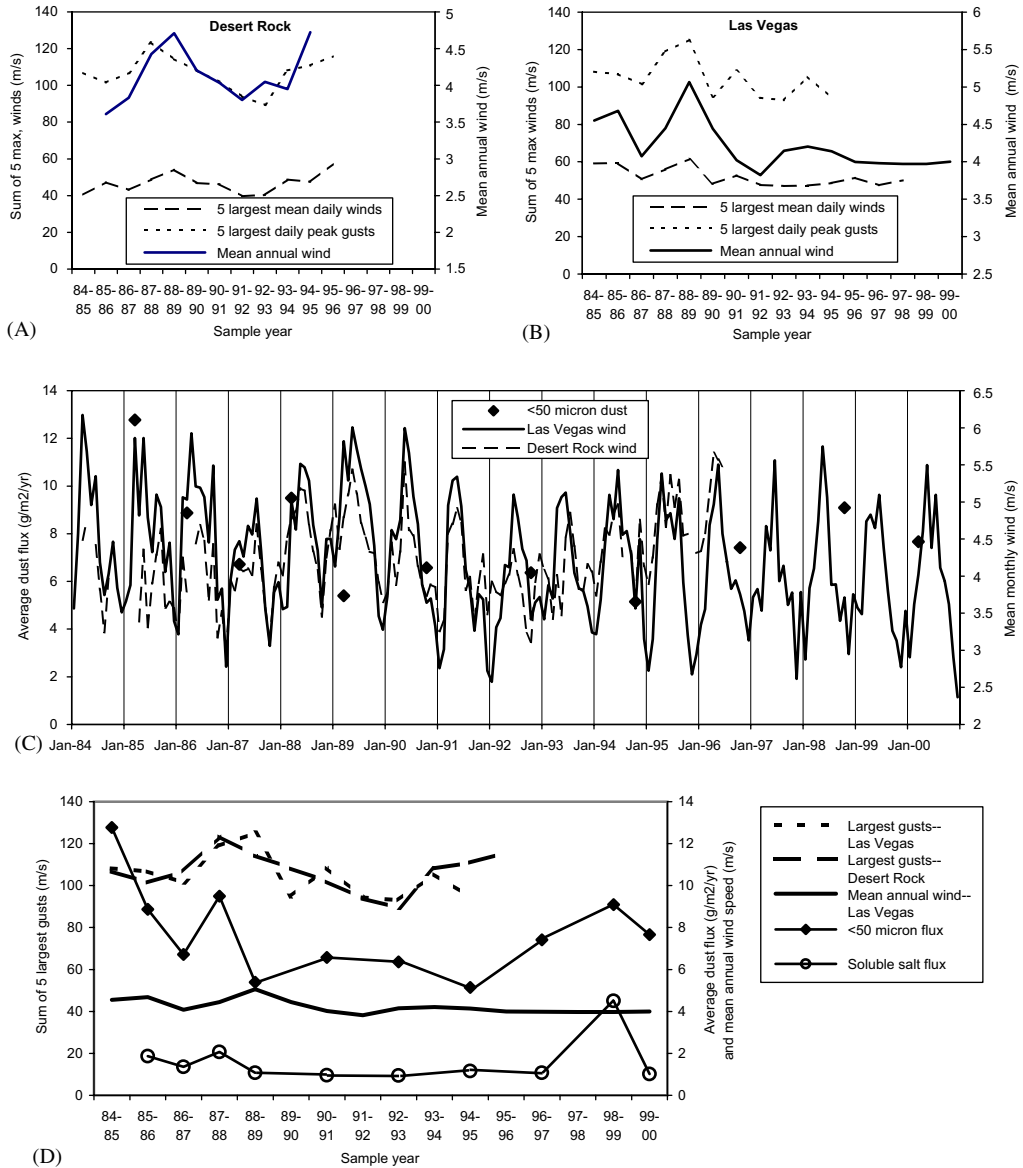 Desert Rock
Sum of 5 max, winds (m/s)
140
120
100
80
60
40
20
0
5
4.5
4
3.5
3
2.5
2
1.5
Mean annual wind (m/s)
5 largest mean daily winds
5 largest daily peak gusts
Mean annual wind
84- 85- 86- 87- 88- 89- 90- 91- 92- 93- 94- 95- 96- 97- 98- 99-
85 86 87 88 89 90 91 92 93 94 95 96 97 98 99 00
Sample year
(A)
Las Vegas
Sum of 5 max winds (m/s)
140
120
100
80
60
40
20
0
6
5.5
5
4.5
4
3.5
3
2.5
Mean annual wind (m/s)
5 largest mean daily winds
5 largest daily peak gusts
Mean annual wind
84- 85- 86- 87- 88- 89- 90- 91- 92- 93- 94- 95- 96- 97- 98- 99-
85 86 87 88 89 90 91 92 93 94 95 96 97 98 99 00
Sample year
(B)
Average dust flux (g/m2/yr)
14
12
10
8
6
4
2
0
<50 micron dust
Las Vegas wind
Desert Rock wind
6.5
6
5.5
5
4.5
4
3.5
3
2.5
2
Mean monthly wind (m/s)
Jan-84 Jan-85 Jan-86 Jan-87 Jan-88 Jan-89 Jan-90 Jan-91 Jan-92 Jan-93 Jan-94 Jan-95 Jan-96 Jan-97 Jan-98 Jan-99 Jan-00
(C)
Sum of 5 largest gusts (m/s)
140
120
100
80
60
40
20
0
14
12
10
8
6
4
2
0
Average dust flux (g/m2/yr)
and mean annual wind speed (m/s)
84- 85- 86- 87- 88- 89- 90- 91- 92- 93- 94- 95- 96- 97- 98- 99-
85 86 87 88 89 90 91 92 93 94 95 96 97 98 99 00
Sample year
(D)
Largest gusts--
Las Vegas
Largest gusts--
Desert Rock
Mean annual wind--
Las Vegas
<50 micron flux
Soluble salt flux